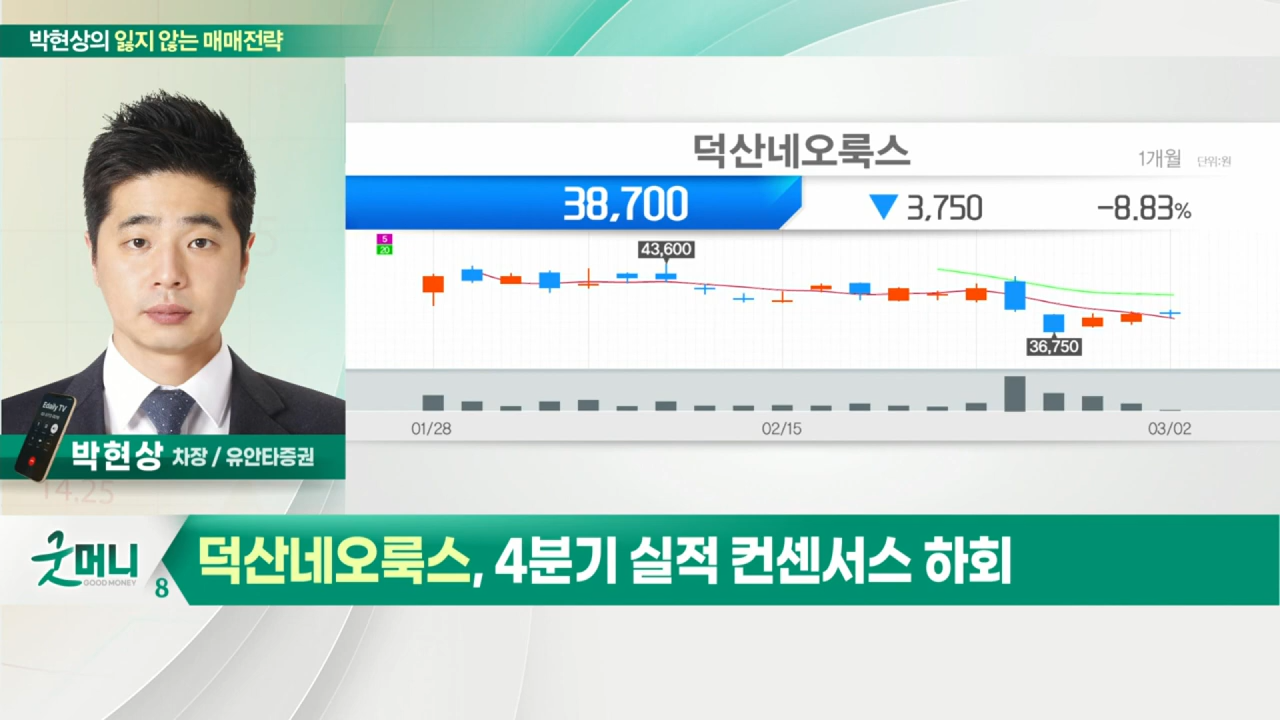 박현상의 잃지 않는 매매전략
덕산네오룩스
1개월 단위:원
38,700 ▼ 3,750 -8.83%
5
20
43,600
36,750
01/28 02/15 03/02
Edaily TV
박현상 차장 / 유안타증권
14.25
굿머니
GOOD MONEY
8
덕산네오룩스, 4분기 실적 컨센서스 하회